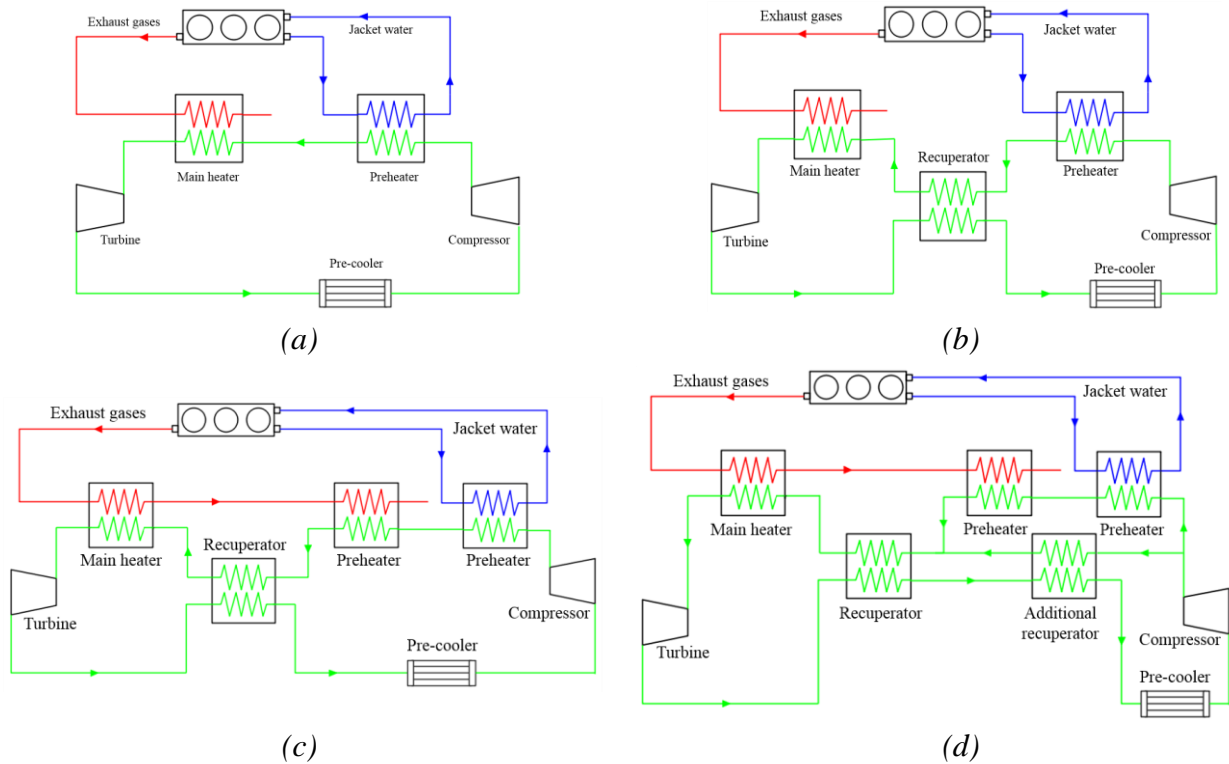 Exhaust gases
Jacket water
Main heater
Preheater
Turbine
Compressor
Pre-cooler
(a)
Exhaust gases
Jacket water
Main heater
Recuperator
Preheater
Turbine
Compressor
Pre-cooler
(b)
Exhaust gases
Jacket water
Main heater
Recuperator
Preheater
Preheater
Turbine
Compressor
Pre-cooler
(c)
Exhaust gases
Jacket water
Main heater
Preheater
Preheater
Recuperator
Additional
recuperator
Compressor
Turbine
Pre-cooler
(d)